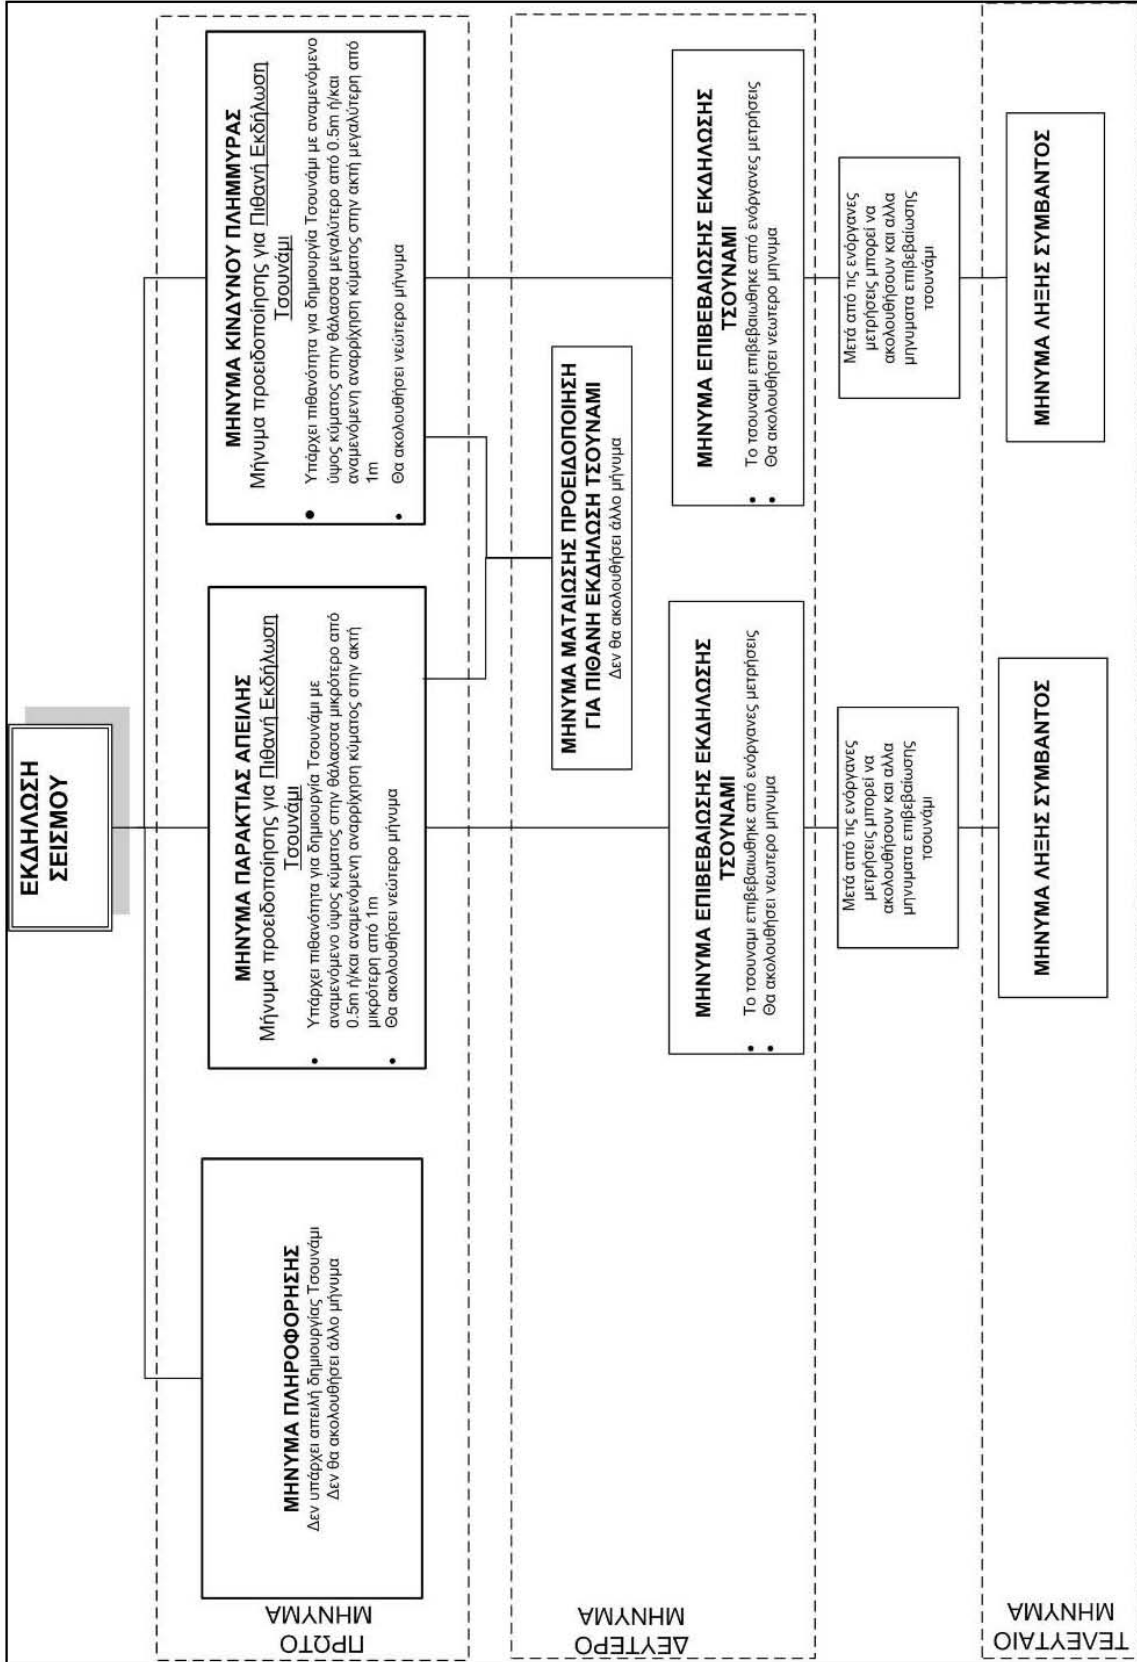 ΕΚΔΗΛΩΣΗ
ΣΕΙΣΜΟΥ
ΠΡΩΤΟ
ΜΗΝΥΜΑ
ΜΗΝΥΜΑ ΠΛΗΡΟΦΟΡΗΣΗΣ
Δεν υπάρχει απειλή δημιουργίας Τσουνάμι
Δεν θα ακολουθήσει άλλο μήνυμα
ΜΗΝΥΜΑ ΠΑΡΑΚΤΙΑΣ ΑΠΕΙΛΗΣ
Μήνυμα προειδοποίησης για Πιθανή Εκδήλωση
Τσουνάμι
• Υπάρχει πιθανότητα για δημιουργία Τσουνάμι με
αναμενόμενο ύψος κύματος στην θάλασσα μικρότερο από
0.5m ή/και αναμενόμενη αναρρίχηση κύματος στην ακτή
μικρότερη από 1m
• Θα ακολουθήσει νεώτερο μήνυμα
ΜΗΝΥΜΑ ΚΙΝΔΥΝΟΥ ΠΛΗΜΜΥΡΑΣ
Μήνυμα προειδοποίησης για Πιθανή Εκδήλωση
Τσουνάμι
• Υπάρχει πιθανότητα για δημιουργία Τσουνάμι με αναμενόμενο
ύψος κύματος στην θάλασσα μεγαλύτερο από 0.5m ή/και
αναμενόμενη αναρρίχηση κύματος στην ακτή μεγαλύτερη από
1m
• Θα ακολουθήσει νεώτερο μήνυμα
ΔΕΥΤΕΡΟ
ΜΗΝΥΜΑ
ΜΗΝΥΜΑ ΜΑΤΑΙΩΣΗΣ ΠΡΟΕΙΔΟΠΟΙΗΣΗ
ΓΙΑ ΠΙΘΑΝΗ ΕΚΔΗΛΩΣΗ ΤΣΟΥΝΑΜΙ
Δεν θα ακολουθήσει άλλο μήνυμα
ΜΗΝΥΜΑ ΕΠΙΒΕΒΑΙΩΣΗΣ ΕΚΔΗΛΩΣΗΣ
ΤΣΟΥΝΑΜΙ
• Το τσουναμι επιβεβαιωθηκε από ενόργανες μετρήσεις
• Θα ακολουθήσει νεωτερο μήνυμα
ΜΗΝΥΜΑ ΕΠΙΒΕΒΑΙΩΣΗΣ ΕΚΔΗΛΩΣΗΣ
ΤΣΟΥΝΑΜΙ
• Το τσουναμι επιβεβαιωθηκε από ενόργανες μετρήσεις
• Θα ακολουθήσει νεωτερο μήνυμα
Μετά από τις ενόργανες
μετρήσεις μπορεί να
ακολουθήσουν και αλλα
μηνυματα επιβεβαίωσης
τσουνάμι
Μετά από τις ενόργανες
μετρήσεις μπορεί να
ακολουθήσουν και αλλα
μηνυματα επιβεβαίωσης
τσουνάμι
ΤΕΛΕΥΤΑΙΟ
ΜΗΝΥΜΑ
ΜΗΝΥΜΑ ΛΗΞΗΣ ΣΥΜΒΑΝΤΟΣ
ΜΗΝΥΜΑ ΛΗΞΗΣ ΣΥΜΒΑΝΤΟΣ